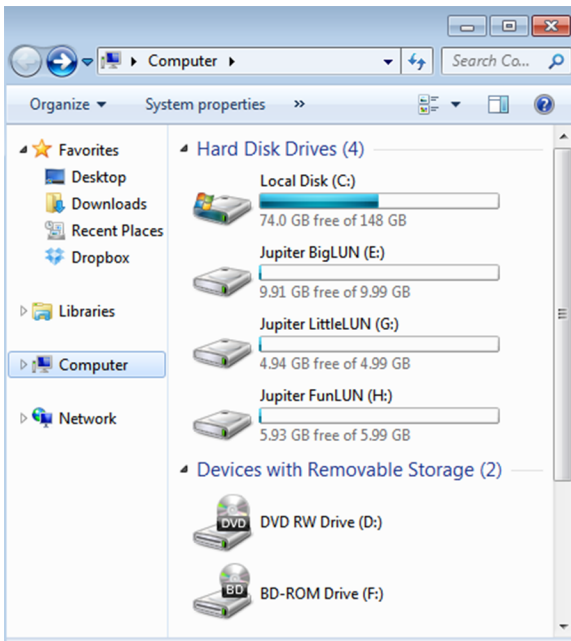 Computer
Search Co...
Organize
System properties
»
Favorites
Desktop
Downloads
Recent Places
Dropbox
Libraries
Computer
Network
Hard Disk Drives (4)
Local Disk (C:)
74.0 GB free of 148 GB
Jupiter BigLUN (E:)
9.91 GB free of 9.99 GB
Jupiter LittleLUN (G:)
4.94 GB free of 4.99 GB
Jupiter FunLUN (H:)
5.93 GB free of 5.99 GB
Devices with Removable Storage (2)
DVD
DVD RW Drive (D:)
BD
BD-ROM Drive (F:)